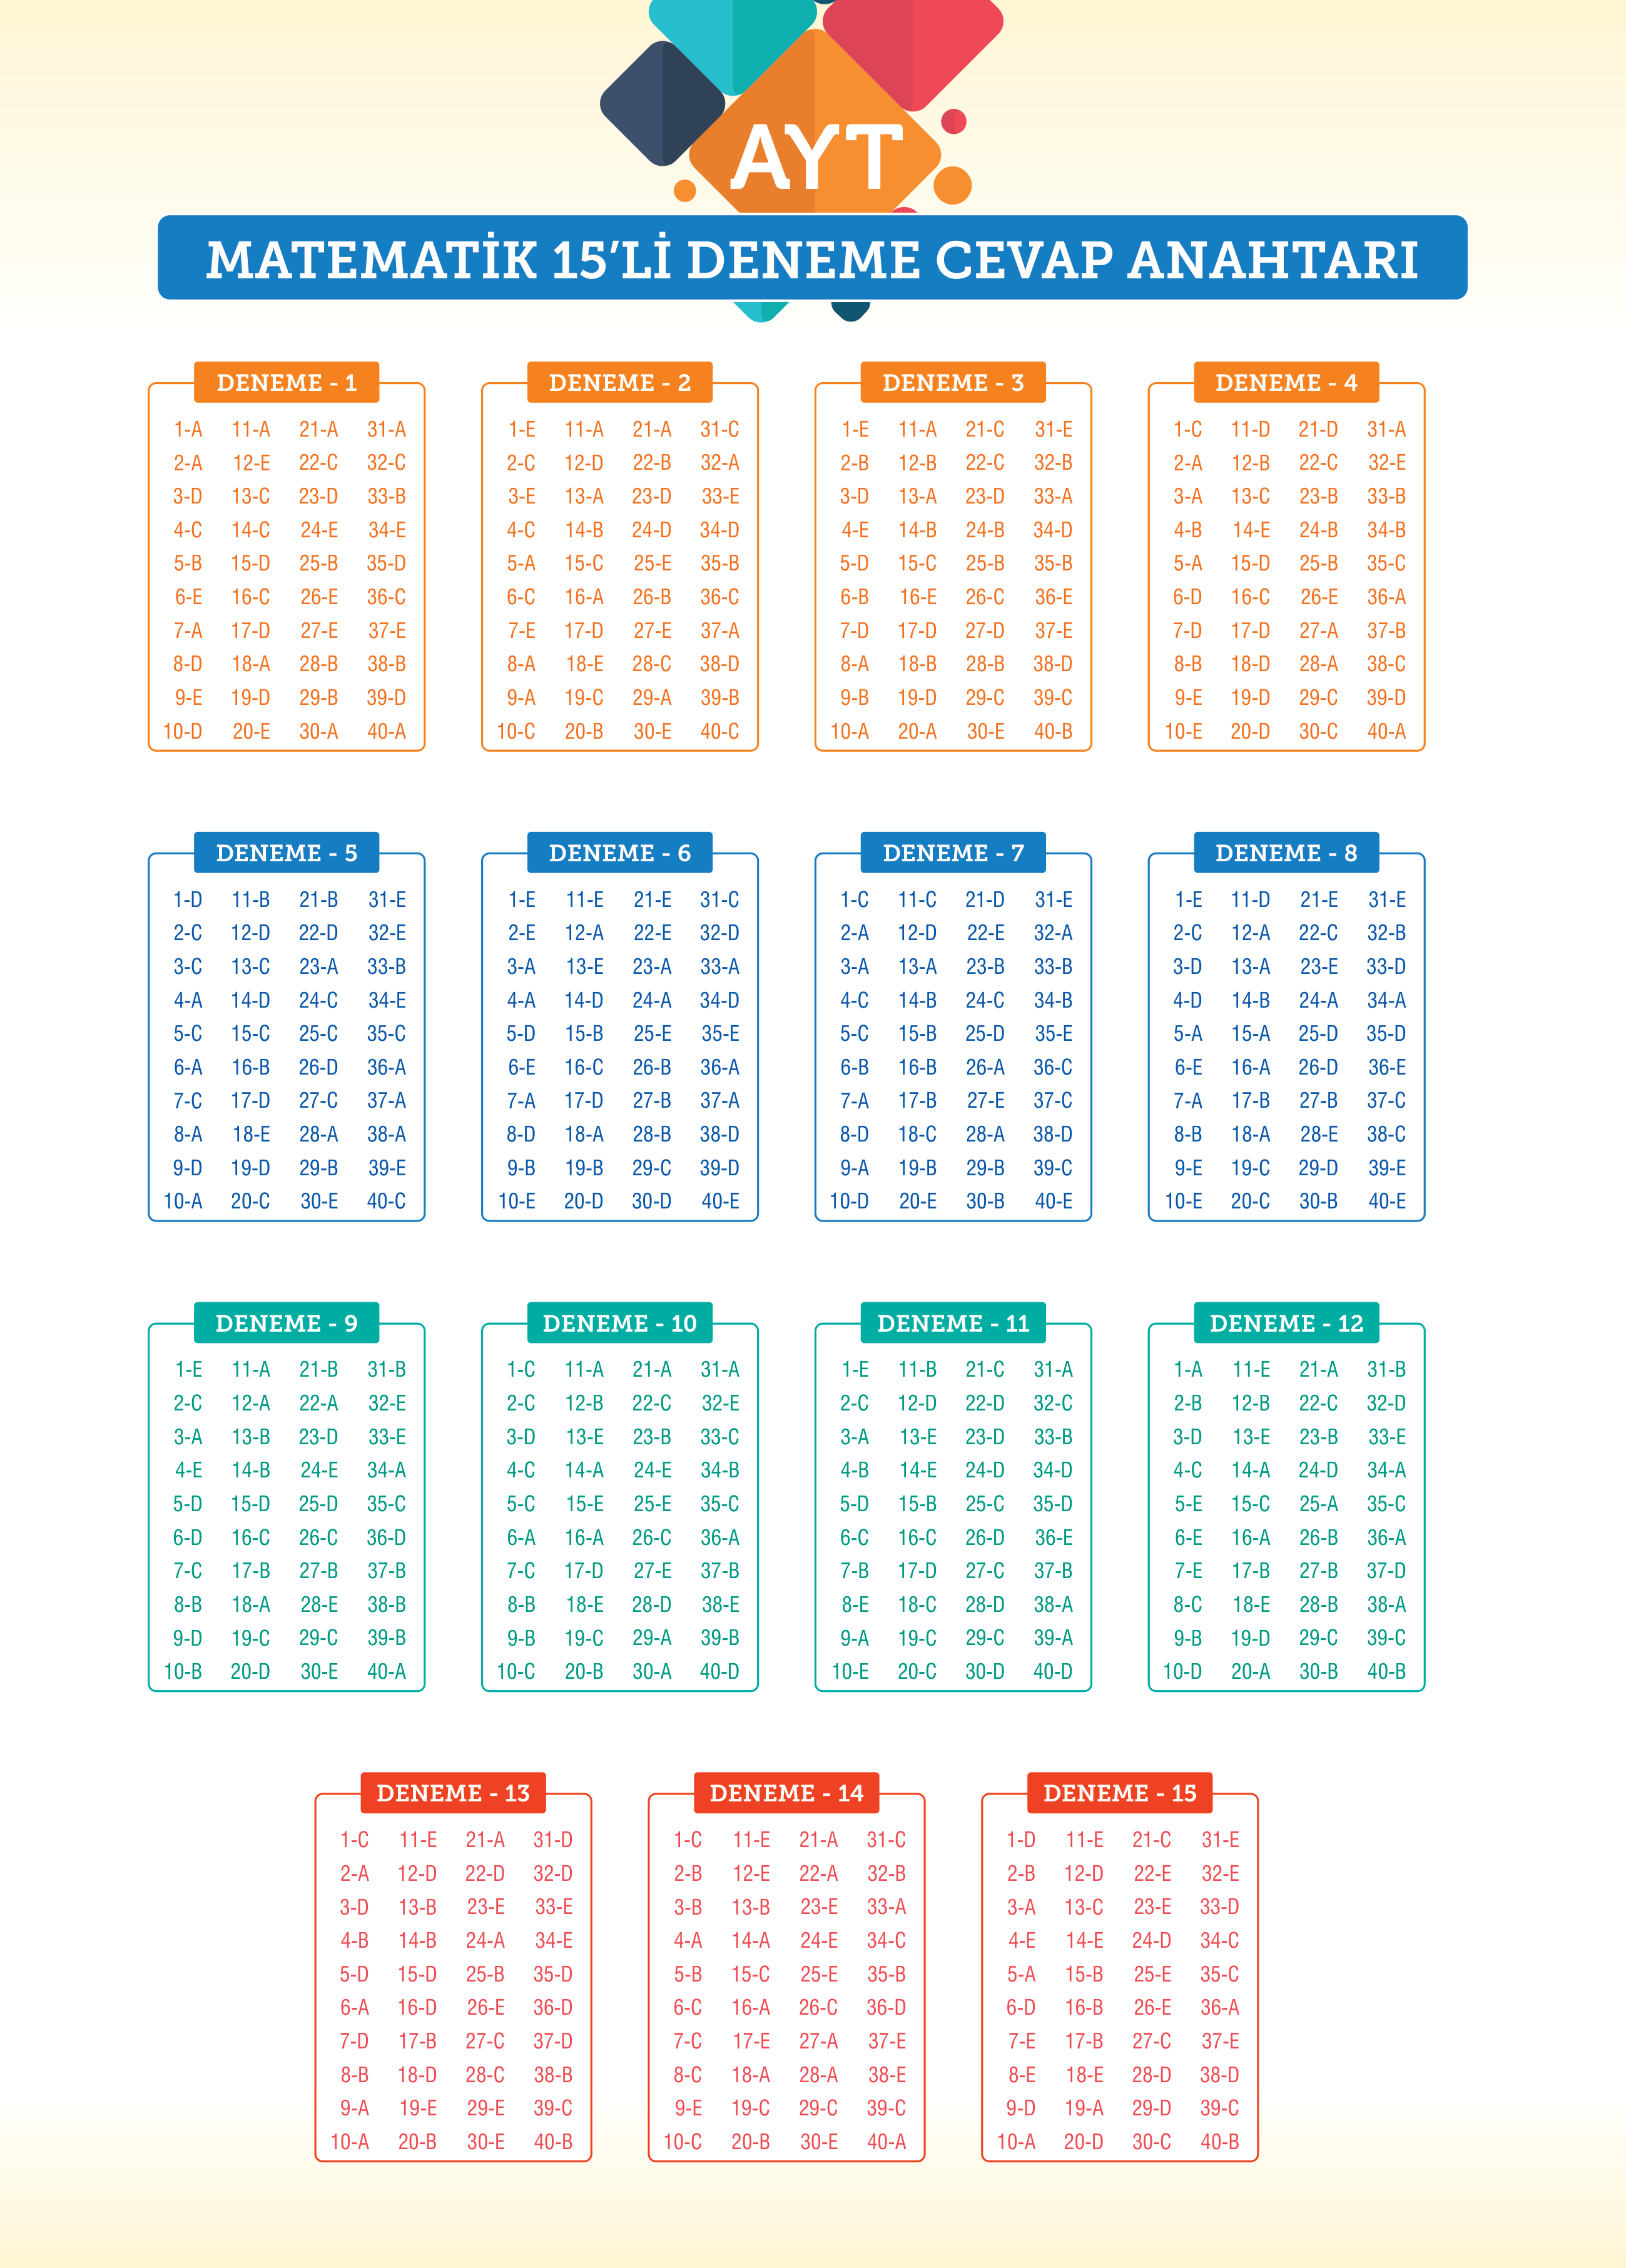 AYT
MATEMATİK 15'Lİ DENEME CEVAP ANAHTARI
DENEME - 1
1-A 11-A 21-A 31-A
2-A 12-E 22-C 32-C
3-D 13-C 23-D 33-B
4-C 14-C 24-E 34-E
5-B 15-D 25-B 35-D
6-E 16-C 26-E 36-C
7-A 17-D 27-E 37-E
8-D 18-A 28-B 38-B
9-E 19-D 29-B 39-D
10-D 20-E 30-A 40-A
DENEME - 2
1-E 11-A 21-A 31-C
2-C 12-D 22-B 32-A
3-E 13-A 23-D 33-E
4-C 14-B 24-D 34-D
5-A 15-C 25-E 35-B
6-C 16-A 26-B 36-C
7-E 17-D 27-E 37-A
8-A 18-E 28-C 38-D
9-A 19-C 29-A 39-B
10-C 20-B 30-E 40-C
DENEME - 3
1-E 11-A 21-C 31-E
2-B 12-B 22-C 32-B
3-D 13-A 23-D 33-A
4-E 14-B 24-B 34-D
5-D 15-C 25-B 35-B
6-B 16-E 26-C 36-E
7-D 17-D 27-D 37-E
8-A 18-B 28-B 38-D
9-B 19-D 29-C 39-C
10-A 20-A 30-E 40-B
DENEME - 4
1-C 11-D 21-D 31-A
2-A 12-B 22-C 32-E
3-A 13-C 23-B 33-B
4-B 14-E 24-B 34-B
5-A 15-D 25-B 35-C
6-D 16-C 26-E 36-A
7-D 17-D 27-A 37-B
8-B 18-D 28-A 38-C
9-E 19-D 29-C 39-D
10-E 20-D 30-C 40-A
DENEME - 5
1-D 11-B 21-B 31-E
2-C 12-D 22-D 32-E
3-C 13-C 23-A 33-B
4-A 14-D 24-C 34-E
5-C 15-C 25-C 35-C
6-A 16-B 26-D 36-A
7-C 17-D 27-C 37-A
8-A 18-E 28-A 38-A
9-D 19-D 29-B 39-E
10-A 20-C 30-E 40-C
DENEME - 6
1-E 11-E 21-E 31-C
2-E 12-A 22-E 32-D
3-A 13-E 23-A 33-A
4-A 14-D 24-A 34-D
5-D 15-B 25-E 35-E
6-E 16-C 26-B 36-A
7-A 17-D 27-B 37-A
8-D 18-A 28-B 38-D
9-B 19-B 29-C 39-D
10-E 20-D 30-D 40-E
DENEME - 7
1-C 11-C 21-D 31-E
2-A 12-D 22-E 32-A
3-A 13-A 23-B 33-B
4-C 14-B 24-C 34-B
5-C 15-B 25-D 35-E
6-B 16-B 26-A 36-C
7-A 17-B 27-E 37-C
8-D 18-C 28-A 38-D
9-A 19-B 29-B 39-C
10-D 20-E 30-B 40-E
DENEME - 8
1-E 11-D 21-E 31-E
2-C 12-A 22-C 32-B
3-D 13-A 23-E 33-D
4-D 14-B 24-A 34-A
5-A 15-A 25-D 35-D
6-E 16-A 26-D 36-E
7-A 17-B 27-B 37-C
8-B 18-A 28-E 38-C
9-E 19-C 29-D 39-E
10-E 20-C 30-B 40-E
DENEME - 9
1-E 11-A 21-B 31-B
2-C 12-A 22-A 32-E
3-A 13-B 23-D 33-E
4-E 14-B 24-E 34-A
5-D 15-D 25-D 35-C
6-D 16-C 26-C 36-D
7-C 17-B 27-B 37-B
8-B 18-A 28-E 38-B
9-D 19-C 29-C 39-B
10-B 20-D 30-E 40-A
DENEME - 10
1-C 11-A 21-A 31-A
2-C 12-B 22-C 32-E
3-D 13-E 23-B 33-C
4-C 14-A 24-E 34-B
5-C 15-E 25-E 35-C
6-A 16-A 26-C 36-A
7-C 17-D 27-E 37-B
8-B 18-E 28-D 38-E
9-B 19-C 29-A 39-B
10-C 20-B 30-A 40-D
DENEME - 11
1-E 11-B 21-C 31-A
2-C 12-D 22-D 32-C
3-A 13-E 23-D 33-B
4-B 14-E 24-D 34-D
5-D 15-B 25-C 35-D
6-C 16-C 26-D 36-E
7-B 17-D 27-C 37-B
8-E 18-C 28-D 38-A
9-A 19-C 29-C 39-A
10-E 20-C 30-D 40-D
DENEME - 12
1-A 11-E 21-A 31-B
2-B 12-B 22-C 32-D
3-D 13-E 23-B 33-E
4-C 14-A 24-D 34-A
5-E 15-C 25-A 35-C
6-E 16-A 26-B 36-A
7-E 17-B 27-B 37-D
8-C 18-E 28-B 38-A
9-B 19-D 29-C 39-C
10-D 20-A 30-B 40-B
DENEME - 13
1-C 11-E 21-A 31-D
2-A 12-D 22-D 32-D
3-D 13-B 23-E 33-E
4-B 14-B 24-A 34-E
5-D 15-D 25-B 35-D
6-A 16-D 26-E 36-D
7-D 17-B 27-C 37-D
8-B 18-D 28-C 38-B
9-A 19-E 29-E 39-C
10-A 20-B 30-E 40-B
DENEME - 14
1-C 11-E 21-A 31-C
2-B 12-E 22-A 32-B
3-B 13-B 23-E 33-A
4-A 14-A 24-E 34-C
5-B 15-C 25-E 35-B
6-C 16-A 26-C 36-D
7-C 17-E 27-A 37-E
8-C 18-A 28-A 38-E
9-E 19-C 29-C 39-C
10-C 20-B 30-E 40-A
DENEME - 15
1-D 11-E 21-C 31-E
2-B 12-D 22-E 32-E
3-A 13-C 23-E 33-D
4-E 14-E 24-D 34-C
5-A 15-B 25-E 35-C
6-D 16-B 26-E 36-A
7-E 17-B 27-C 37-E
8-E 18-E 28-D 38-D
9-D 19-A 29-D 39-C
10-A 20-D 30-C 40-B